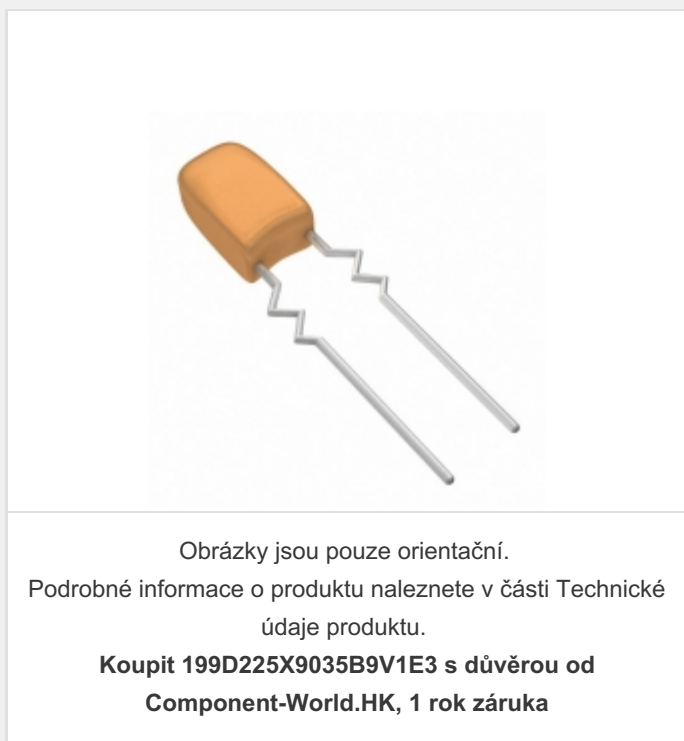 Obrázky jsou pouze orientační.
Podrobné informace o produktu naleznete v části Technické
údaje produktu.
Koupit 199D225X9035B9V1E3 s důvěrou od
Component-World.HK, 1 rok záruka